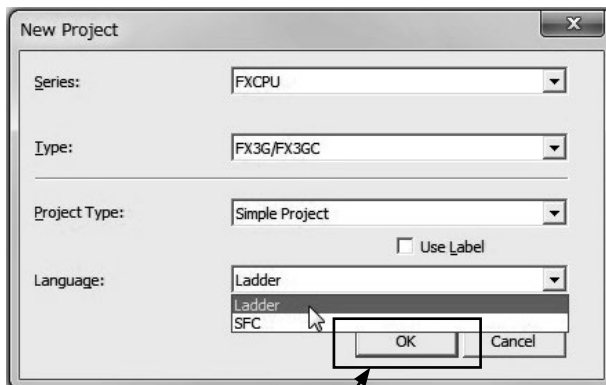 New Project
Series:
FXCPU
Type:
FX3G/FX3GC
Project Type:
Simple Project
Use Label
Language:
Ladder
Ladder
SFC
OK
Cancel